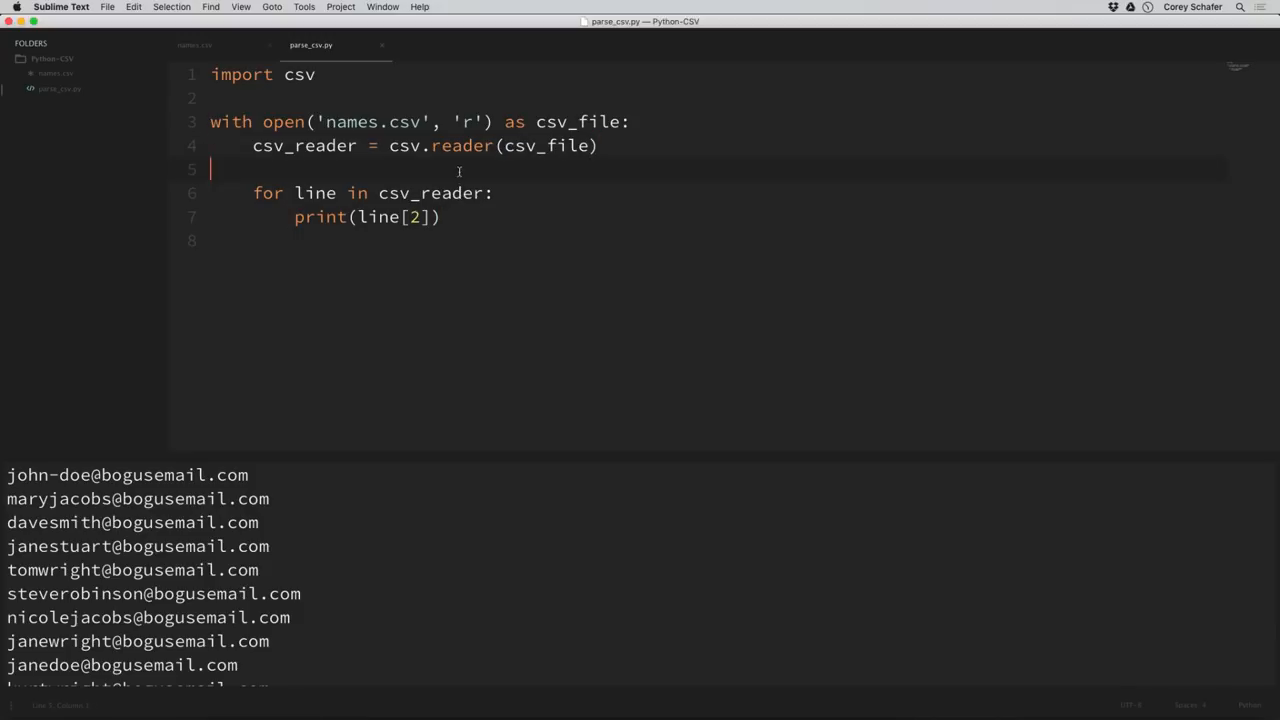 Sublime Text File Edit Selection Find View Goto Tools Project Window Help Corey Schafer
parse_csv.py — Python-CSV
FOLDERS
Python-CSV
names.csv
parse_csv.py
names.csv
parse_csv.py
1 import csv
2
3 with open('names.csv', 'r') as csv_file:
4     csv_reader = csv.reader(csv_file)
5
6     for line in csv_reader:
7         print(line[2])
8
john-doe@bogusemail.com
maryjacobs@bogusemail.com
davesmith@bogusemail.com
janestuart@bogusemail.com
tomwright@bogusemail.com
steverobinson@bogusemail.com
nicolejacobs@bogusemail.com
janewright@bogusemail.com
janedoe@bogusemail.com
Line 5, Column 1 UTF-8 Spaces: 4 Python